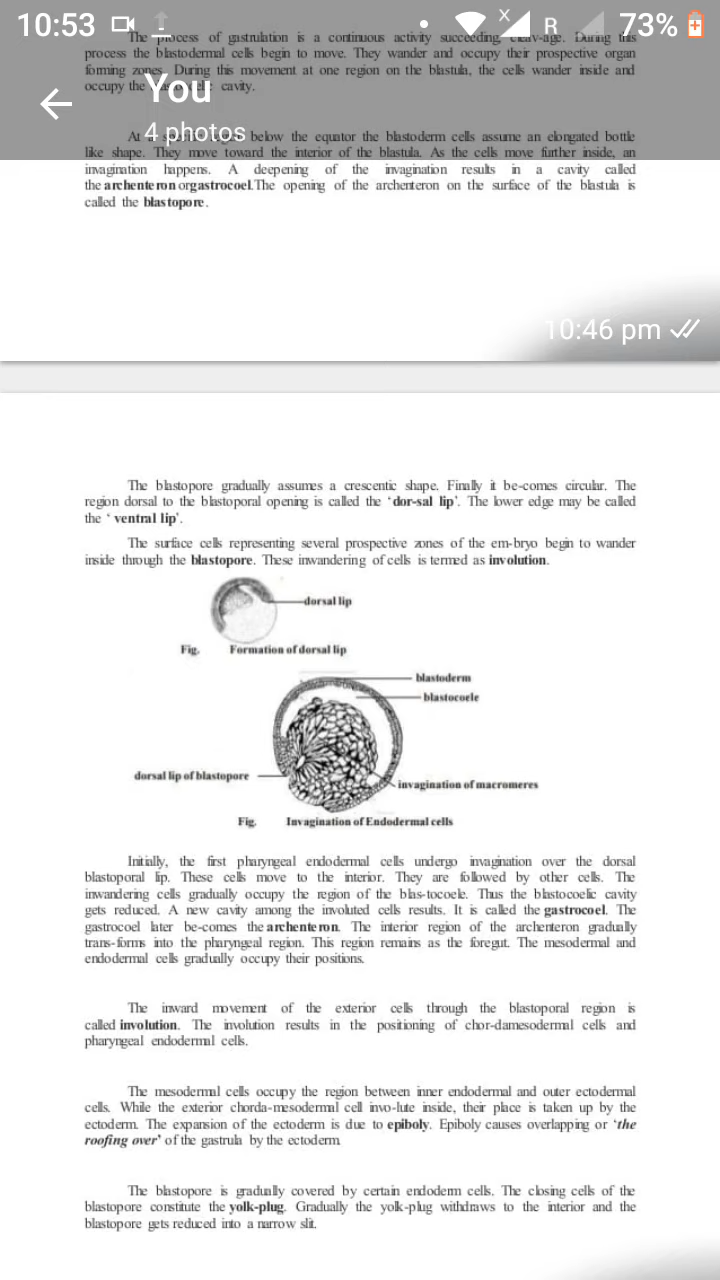 10:53 X R 73%
The process of gastrulation is a continuous activity succeeding, cleav-age. During this
process the blastodermal cells begin to move. They wander and occupy their prospective organ
forming zones. During this movement at one region on the blastula, the cells wander inside and
occupy the cavity.
You
4 photos
At a below the equator the blastoderm cells assume an elongated bottle
like shape. They move toward the interior of the blastula. As the cells move further inside, an
invagination happens. A deepening of the invagination results in a cavity called
the archenteron orgastrocoel.The opening of the archenteron on the surface of the blastula is
called the blastopore.
10:46 pm
The blastopore gradually assumes a crescentic shape. Finally it be-comes circular. The
region dorsal to the blastoporal opening is called the ‘dor-sal lip’. The lower edge may be called
the ‘ ventral lip’.
The surface cells representing several prospective zones of the em-bryo begin to wander
inside through the blastopore. These inwandering of cells is termed as involution.
dorsal lip
Fig. Formation of dorsal lip
blastoderm
blastocoele
dorsal lip of blastopore
invagination of macromeres
Fig. Invagination of Endodermal cells
Initially, the first pharyngeal endodermal cells undergo invagination over the dorsal
blastoporal lip. These cells move to the interior. They are followed by other cells. The
inwandering cells gradually occupy the region of the blas-tocoele. Thus the blastocoelic cavity
gets reduced. A new cavity among the involuted cells results. It is called the gastrocoel. The
gastrocoel later be-comes the archenteron. The interior region of the archenteron gradually
trans-forms into the pharyngeal region. This region remains as the foregut. The mesodermal and
endodermal cells gradually occupy their positions.
The inward movement of the exterior cells through the blastoporal region is
called involution. The involution results in the positioning of chor-damesodermal cells and
pharyngeal endodermal cells.
The mesodermal cells occupy the region between inner endodermal and outer ectodermal
cells. While the exterior chorda-mesodermal cell invo-lute inside, their place is taken up by the
ectoderm. The expansion of the ectoderm is due to epiboly. Epiboly causes overlapping or ‘the
roofing over’ of the gastrula by the ectoderm.
The blastopore is gradually covered by certain endoderm cells. The closing cells of the
blastopore constitute the yolk-plug. Gradually the yolk-plug withdraws to the interior and the
blastopore gets reduced into a narrow slit.